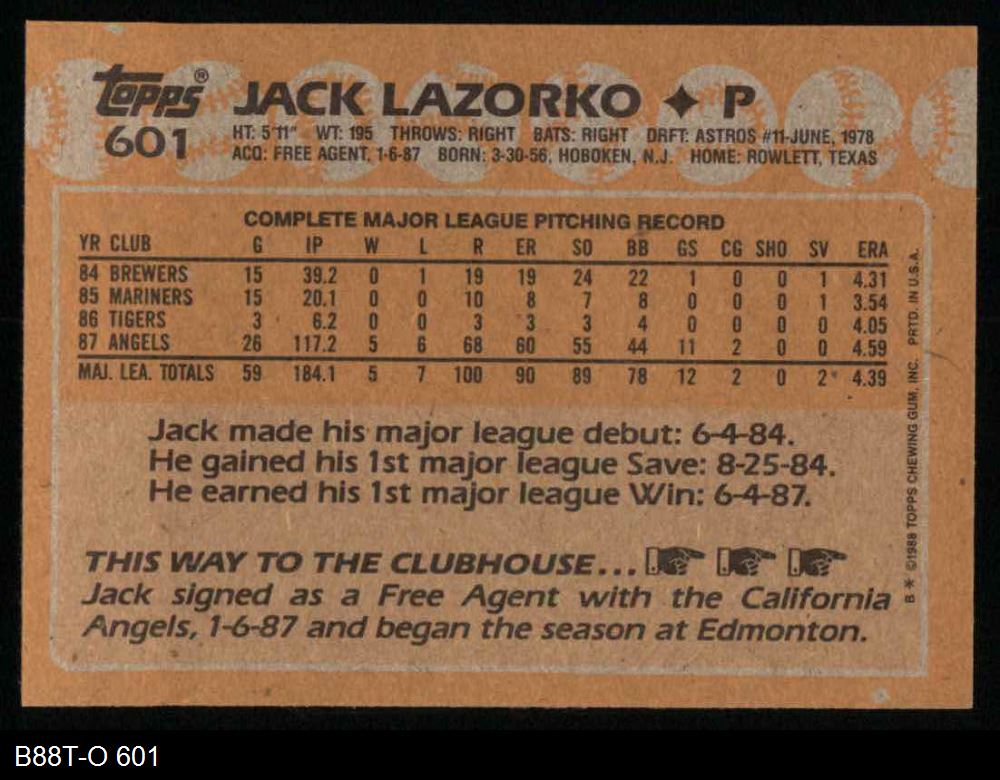 topps® JACK LAZORKO ✦ P
601 HT: 5'11" WT: 195 THROWS: RIGHT BATS: RIGHT DRFT: ASTROS #11-JUNE, 1978
ACQ: FREE AGENT, 1-6-87 BORN: 3-30-56, HOBOKEN, N.J. HOME: ROWLETT, TEXAS
COMPLETE MAJOR LEAGUE PITCHING RECORD
YR CLUB G IP W L R ER SO BB GS CG SHO SV ERA
84 BREWERS 15 39.2 0 1 19 19 24 22 1 0 0 1 4.31
85 MARINERS 15 20.1 0 0 10 8 7 8 0 0 0 1 3.54
86 TIGERS 3 6.2 0 0 3 3 3 4 0 0 0 0 4.05
87 ANGELS 26 117.2 5 6 68 60 55 44 11 2 0 0 4.59
MAJ. LEA. TOTALS 59 184.1 5 7 100 90 89 78 12 2 0 2 4.39
Jack made his major league debut: 6-4-84.
He gained his 1st major league Save: 8-25-84.
He earned his 1st major league Win: 6-4-87.
THIS WAY TO THE CLUBHOUSE...
Jack signed as a Free Agent with the California
Angels, 1-6-87 and began the season at Edmonton.
B* ©1988 TOPPS CHEWING GUM, INC. PRTD. IN U.S.A.
B88T-O 601